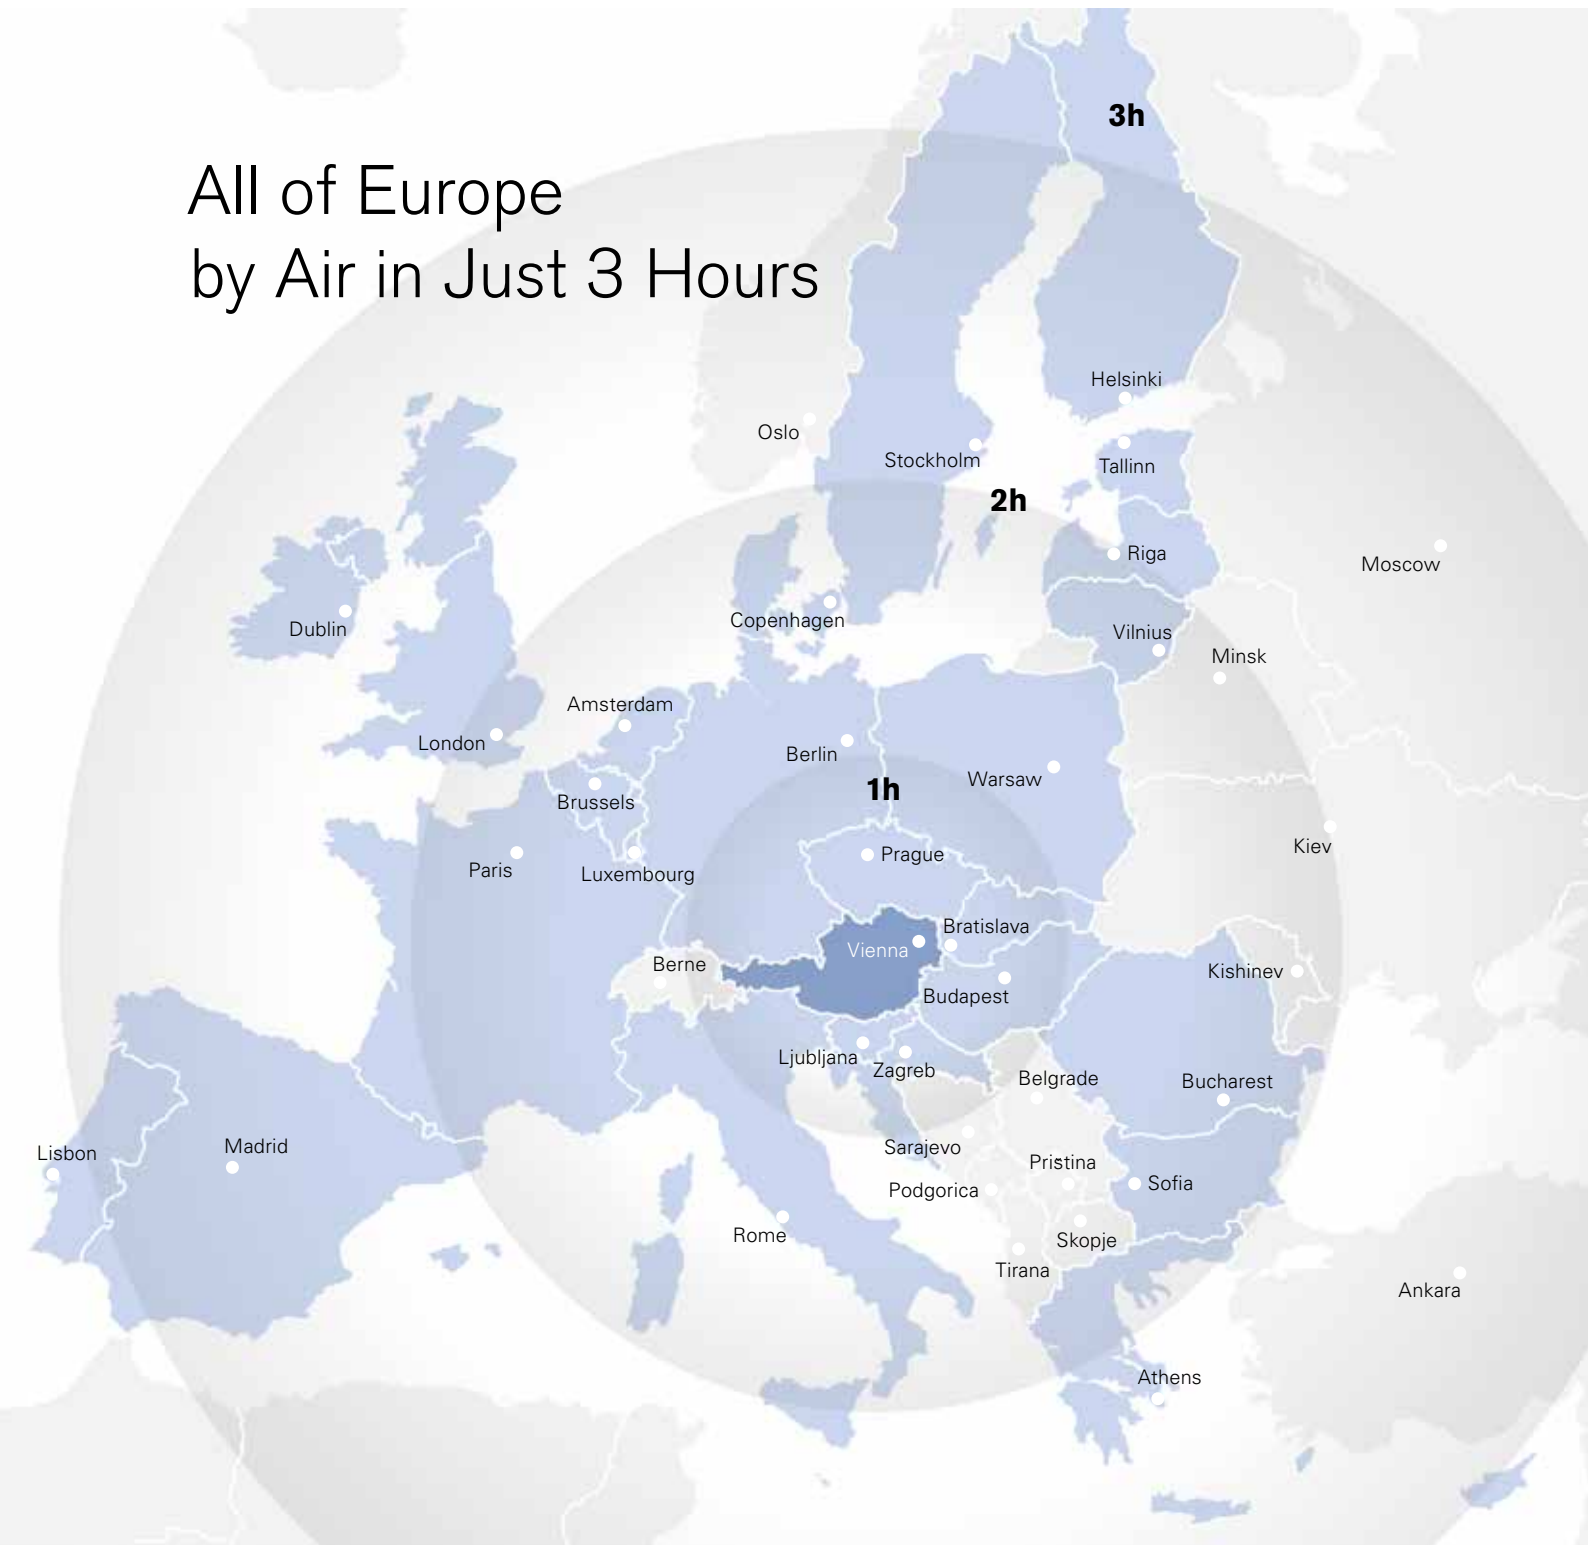 3h
All of Europe
by Air in Just 3 Hours
Helsinki
Oslo
Stockholm
Tallinn
2h
Riga
Moscow
Copenhagen
Dublin
Vilnius
Minsk
Amsterdam
London
Berlin
Warsaw
1h
Brussels
Kiev
Prague
Paris
Luxembourg
Bratislava
Vienna
Berne
Kishinev
Budapest
Ljubljana
Zagreb
Belgrade
Bucharest
Lisbon
Madrid
Sarajevo
Pristina
Podgorica
Sofia
Rome
Skopje
Tirana
Ankara
Athens